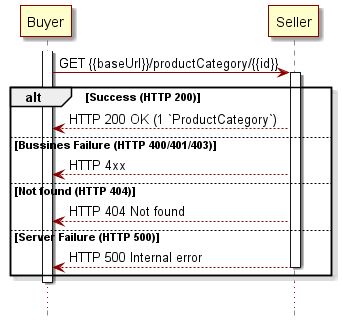 Buyer
Seller
GET {{baseUrl}}/productCategory/{{id}}
alt
[Success (HTTP 200)]
HTTP 200 OK (1 `ProductCategory`)
[Bussines Failure (HTTP 400/401/403)]
HTTP 4xx
[Not found (HTTP 404)]
HTTP 404 Not found
[Server Failure (HTTP 500)]
HTTP 500 Internal error